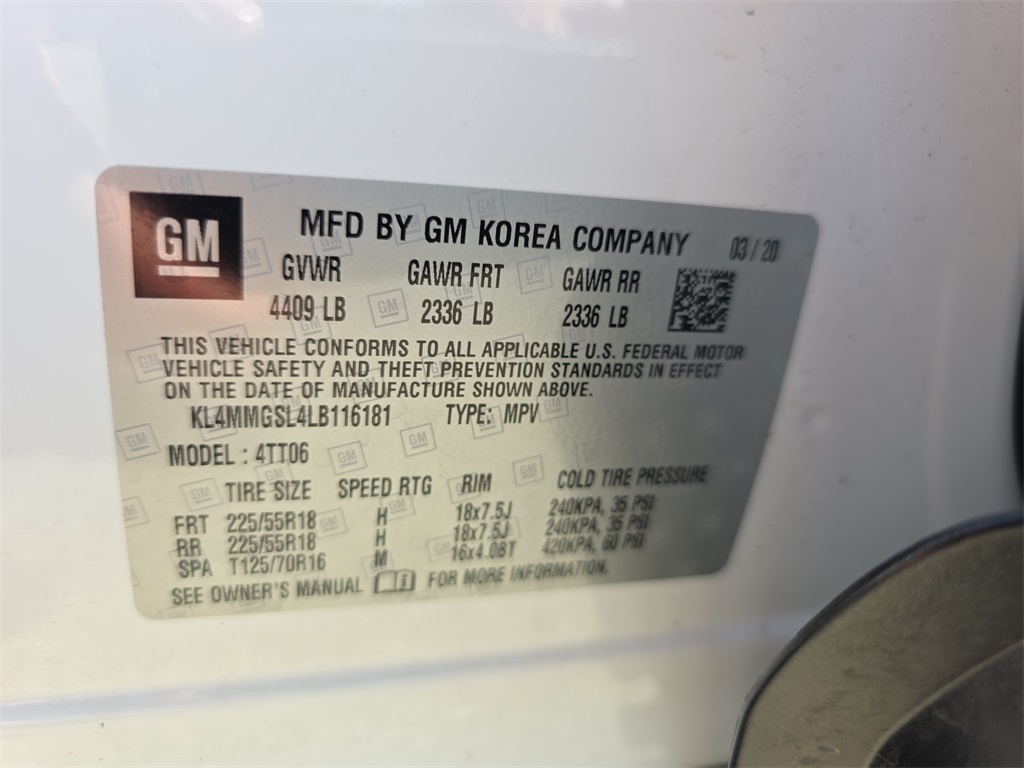 GM
MFD BY GM KOREA COMPANY 03/20
GVWR GAWR FRT GAWR RR
4409 LB 2336 LB 2336 LB
THIS VEHICLE CONFORMS TO ALL APPLICABLE U.S. FEDERAL MOTOR
VEHICLE SAFETY AND THEFT PREVENTION STANDARDS IN EFFECT
ON THE DATE OF MANUFACTURE SHOWN ABOVE.
KL4MMGSL4LB116181 TYPE: MPV
MODEL : 4TT06
TIRE SIZE SPEED RTG RIM COLD TIRE PRESSURE
FRT 225/55R18 H 18x7.5J 240KPA, 35 PSI
RR 225/55R18 H 18x7.5J 240KPA, 35 PSI
SPA T125/70R16 M 16x4.0BT 420KPA, 60 PSI
SEE OWNER'S MANUAL FOR MORE INFORMATION.